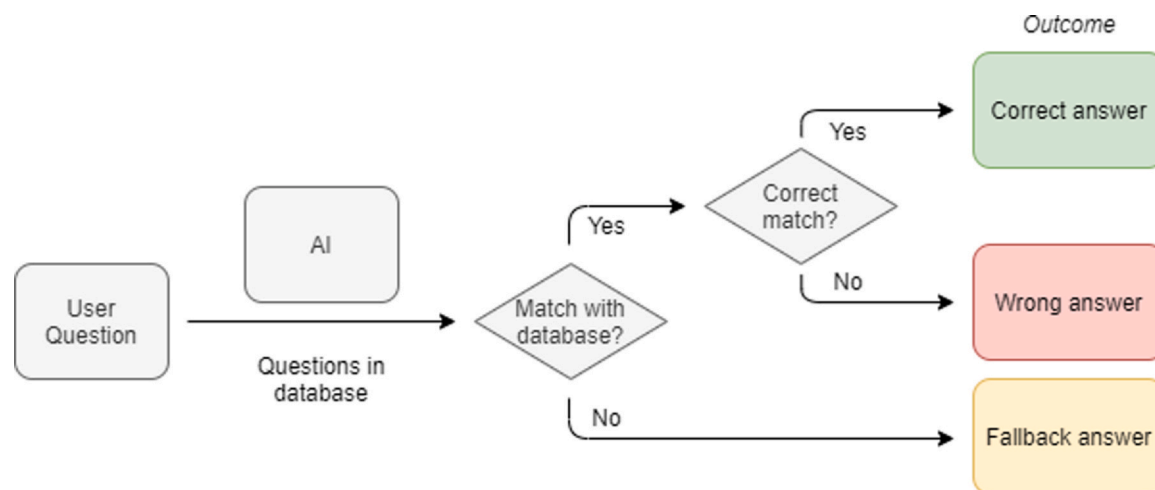 Outcome
Correct answer
Yes
Correct
match?
AI
Yes
No
User
Question
Match with
database?
Wrong answer
Questions in
database
No
Fallback answer